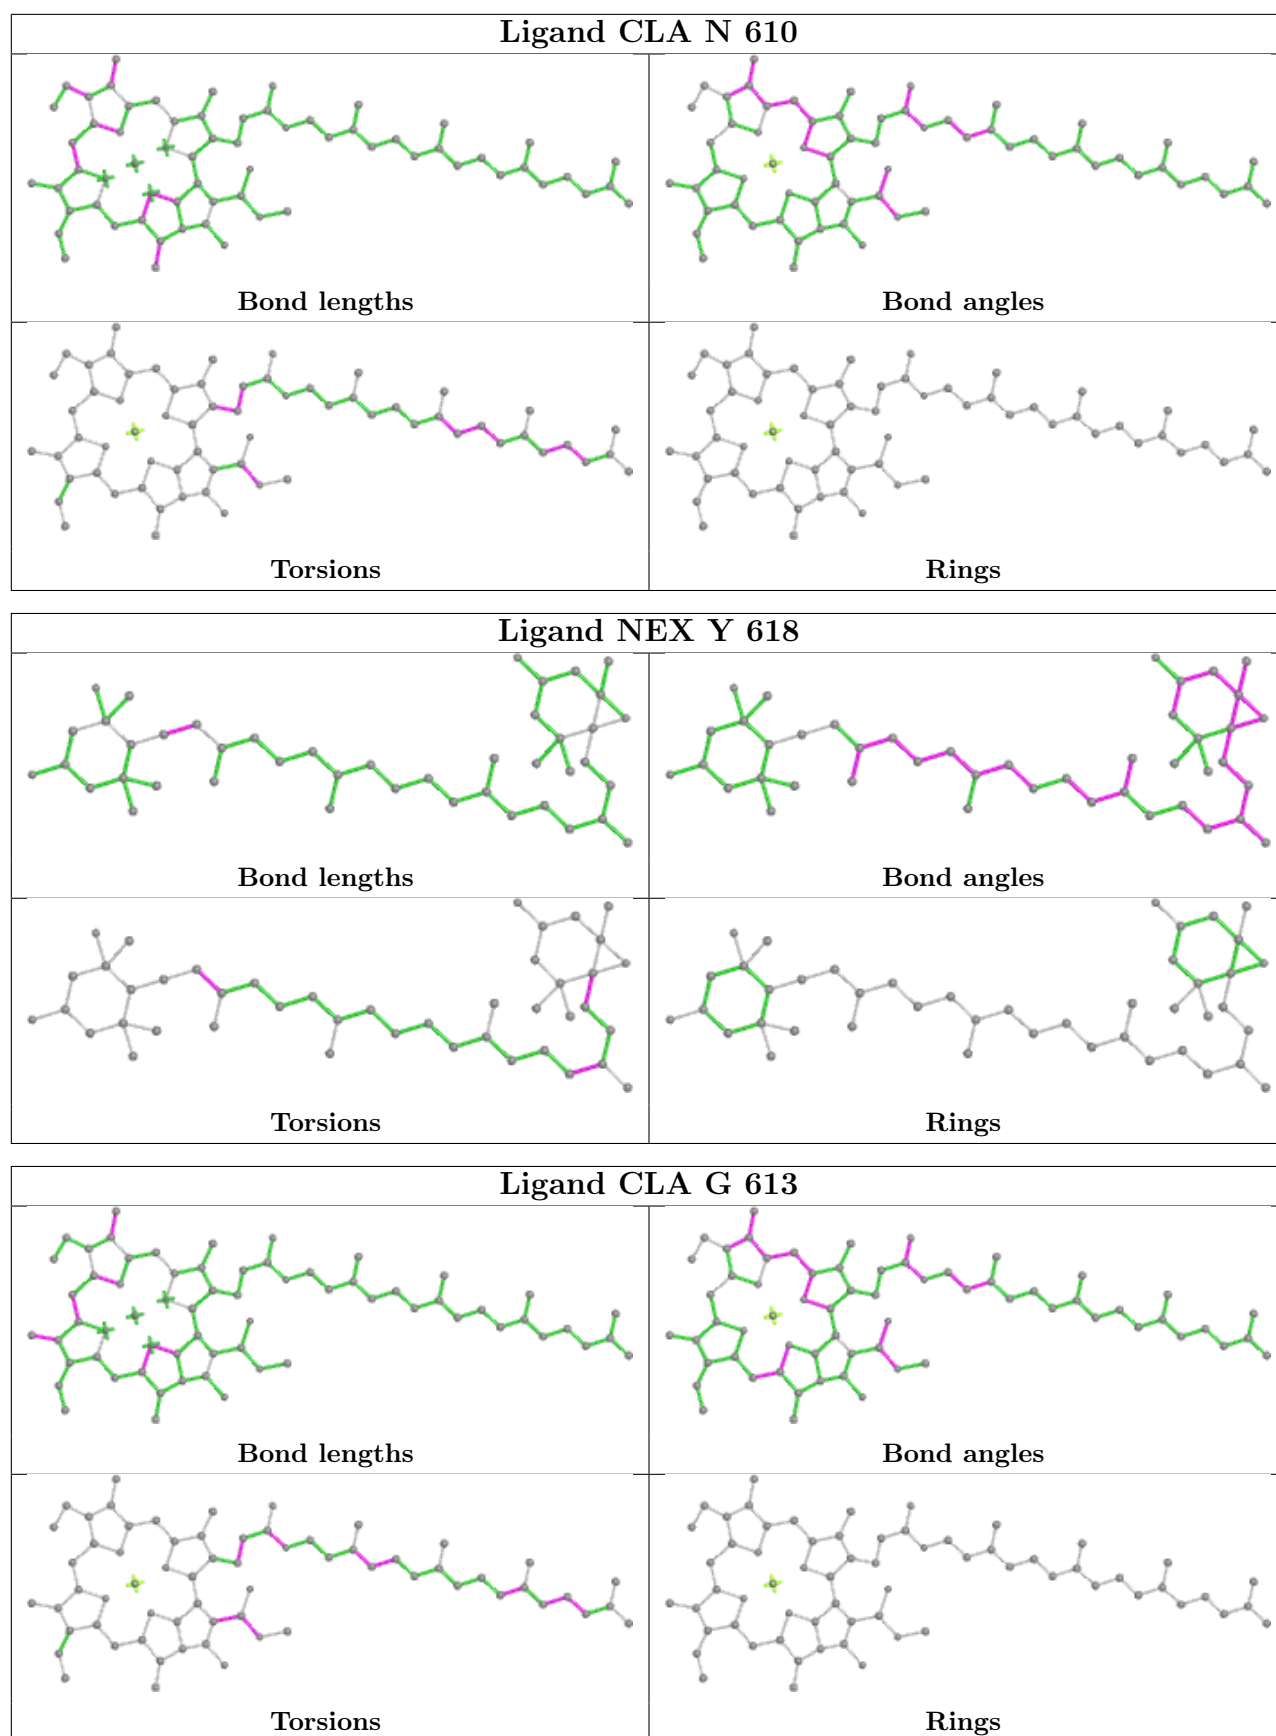 Ligand CLA N 610
Bond lengths
Bond angles
Torsions
Rings
Ligand NEX Y 618
Bond lengths
Bond angles
Torsions
Rings
Ligand CLA G 613
Bond lengths
Bond angles
Torsions
Rings